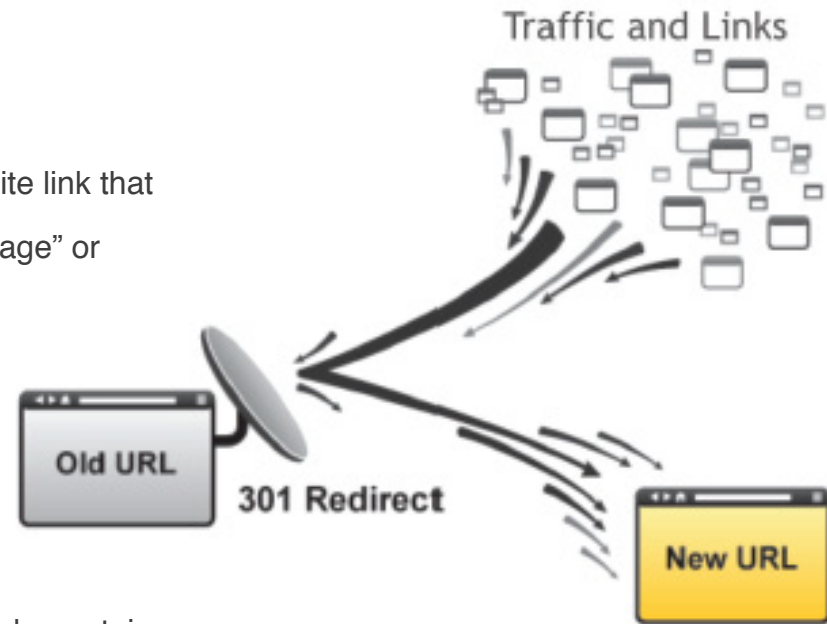 Traffic and Links
ite link that
age” or
Old URL
301 Redirect
New URL